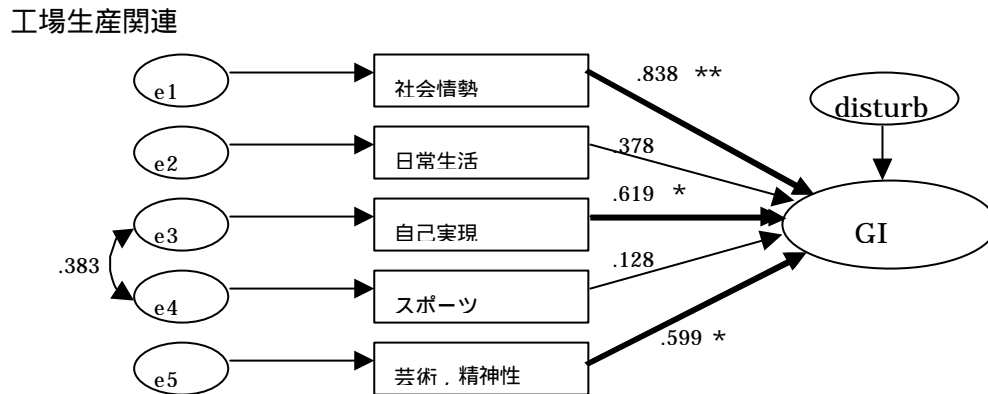 工場生産関連
e1
社会情勢
.838 **
disturb
e2
日常生活
.378
e3
自己実現
.619 *
GI
.383
e4
スポーツ
.128
e5
芸術，精神性
.599 *